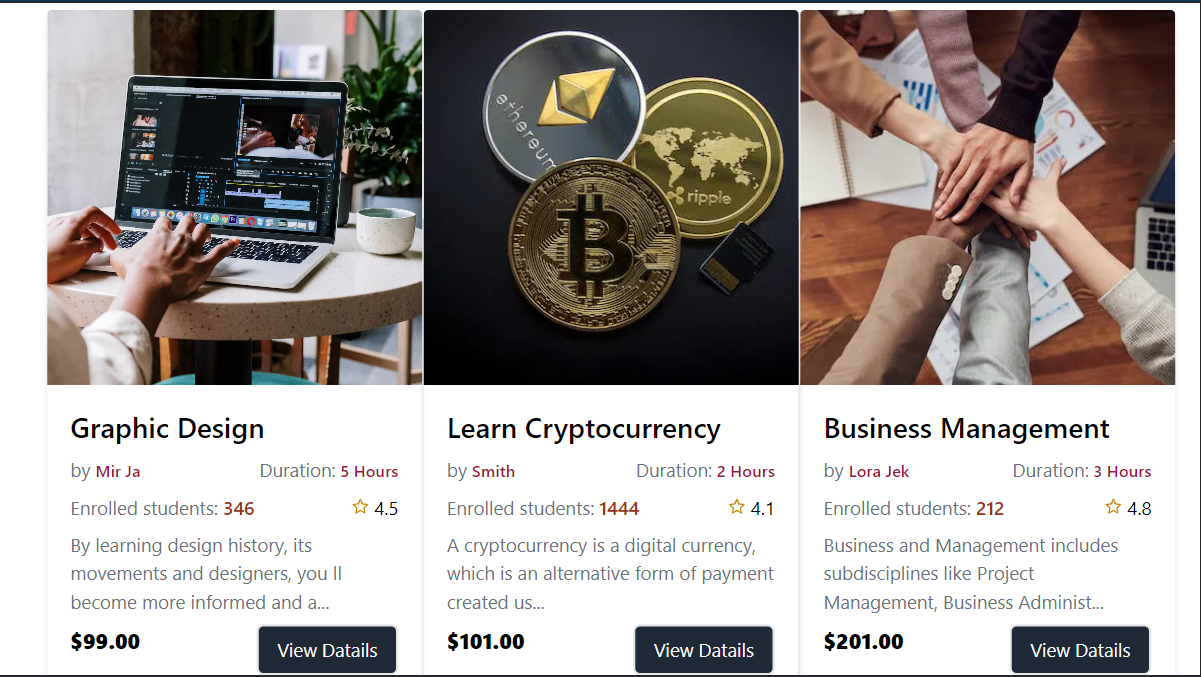 ethereum
ripple
Graphic Design
by Mir Ja Duration: 5 Hours
Enrolled students: 346 4.5
By learning design history, its
movements and designers, you ll
become more informed and a...
$99.00 View Datails
Learn Cryptocurrency
by Smith Duration: 2 Hours
Enrolled students: 1444 4.1
A cryptocurrency is a digital currency,
which is an alternative form of payment
created us...
$101.00 View Datails
Business Management
by Lora Jek Duration: 3 Hours
Enrolled students: 212 4.8
Business and Management includes
subdisciplines like Project
Management, Business Administ...
$201.00 View Datails